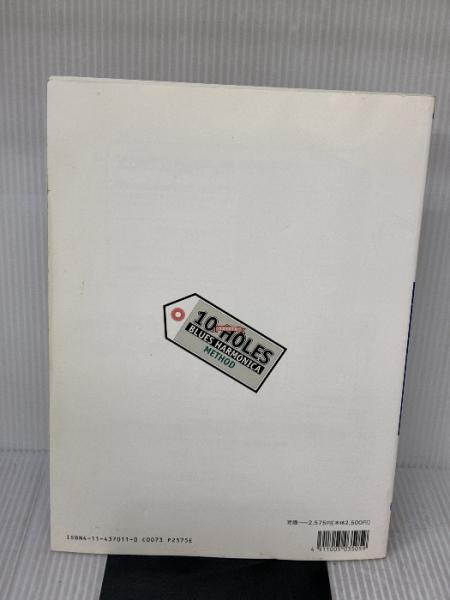 10 HOLES
BLUES HARMONICA
METHOD
定価——2,575円[本体2,500円]
ISBN4-11-437011-0 C0073 P2575E